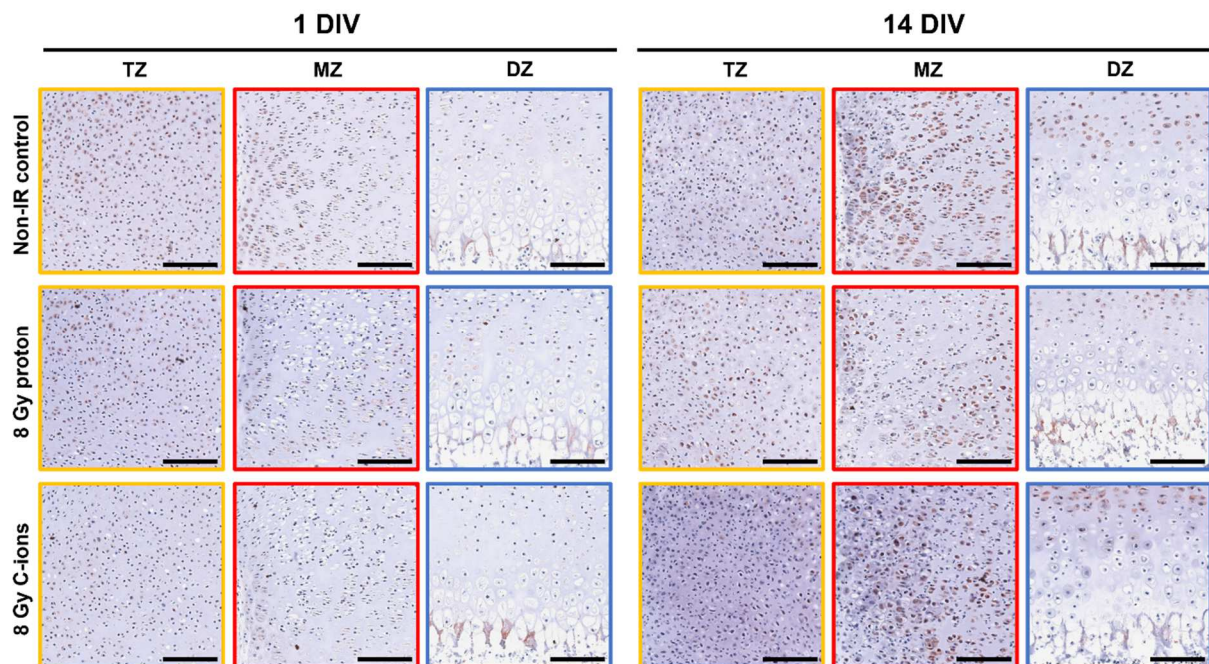 1 DIV 14 DIV
TZ MZ DZ TZ MZ DZ
Non-IR control
8 Gy proton
8 Gy C-ions